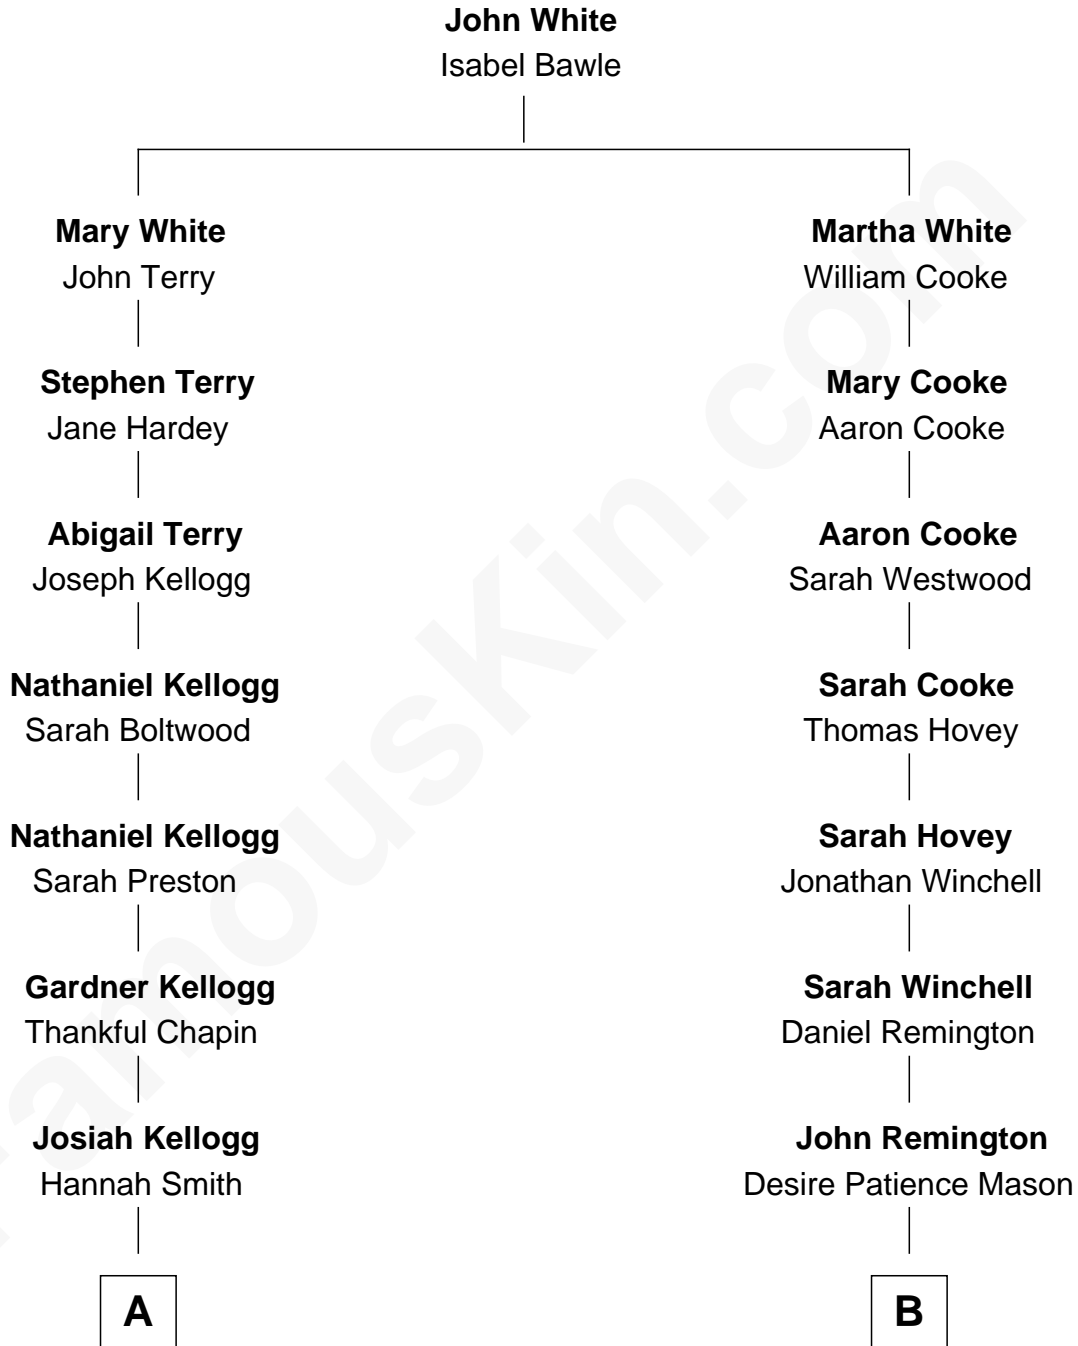 John White
Isabel Bawle
Mary White
John Terry
Martha White
William Cooke
Stephen Terry
Jane Hardey
Mary Cooke
Aaron Cooke
Abigail Terry
Joseph Kellogg
Aaron Cooke
Sarah Westwood
Nathaniel Kellogg
Sarah Boltwood
Sarah Cooke
Thomas Hovey
Nathaniel Kellogg
Sarah Preston
Sarah Hovey
Jonathan Winchell
Gardner Kellogg
Thankful Chapin
Sarah Winchell
Daniel Remington
Josiah Kellogg
Hannah Smith
John Remington
Desire Patience Mason
A
B
FamousKin.com